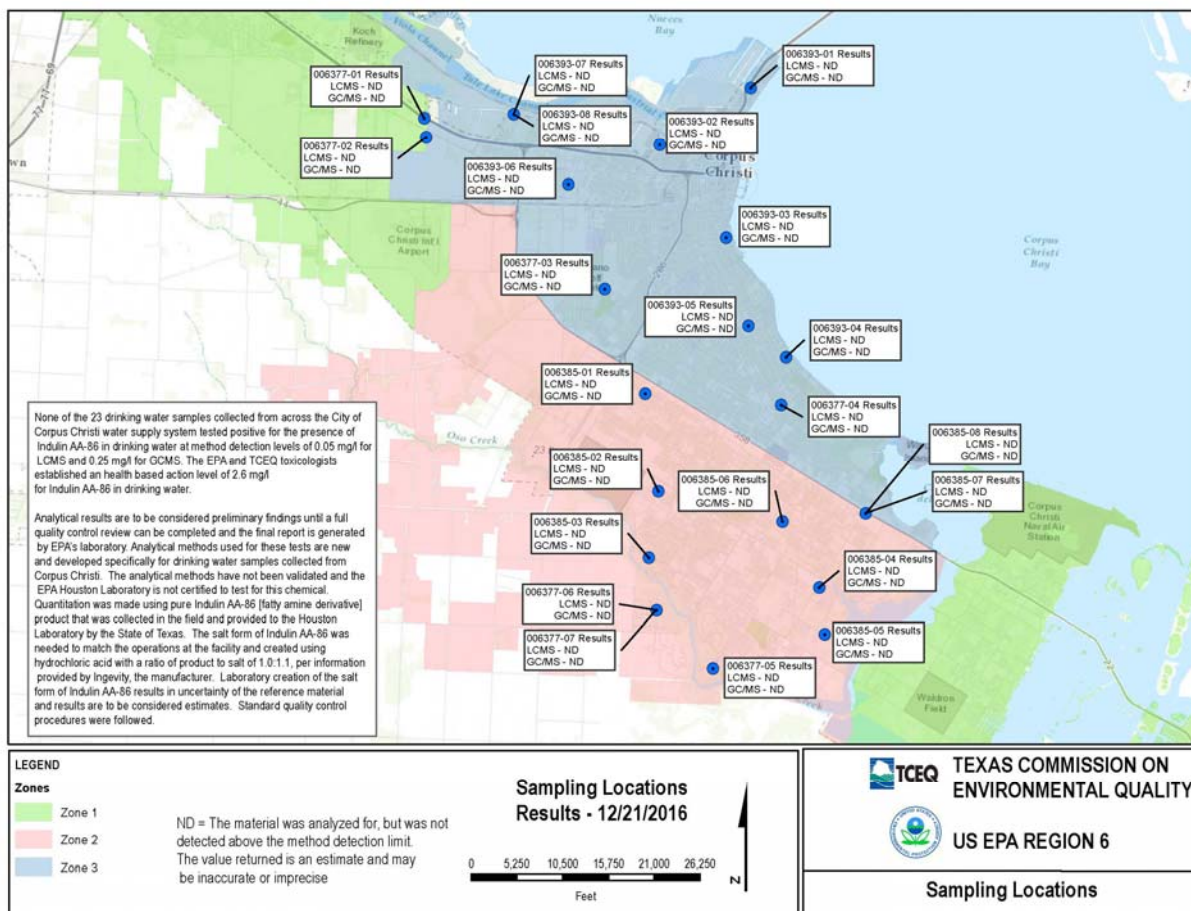 Koch
Refinery
Nueces
Bay
Viola Channel
77
69
44
Corpus
Christi Int'l
Airport
Corpus
Christi
Corpus
Christi
Bay
286
358
Oso Creek
Corpus
Christi
Naval Air
Station
Waldron
Field
22
006377-01 Results
LCMS - ND
GC/MS - ND
006377-02 Results
LCMS - ND
GC/MS - ND
006393-07 Results
LCMS - ND
GC/MS - ND
006393-08 Results
LCMS - ND
GC/MS - ND
006393-01 Results
LCMS - ND
GC/MS - ND
006393-02 Results
LCMS - ND
GC/MS - ND
006393-06 Results
LCMS - ND
GC/MS - ND
006393-03 Results
LCMS - ND
GC/MS - ND
006377-03 Results
LCMS - ND
GC/MS - ND
006393-05 Results
LCMS - ND
GC/MS - ND
006393-04 Results
LCMS - ND
GC/MS - ND
006385-01 Results
LCMS - ND
GC/MS - ND
006377-04 Results
LCMS - ND
GC/MS - ND
006385-08 Results
LCMS - ND
GC/MS - ND
006385-02 Results
LCMS - ND
GC/MS - ND
006385-06 Results
LCMS - ND
GC/MS - ND
006385-07 Results
LCMS - ND
GC/MS - ND
006385-03 Results
LCMS - ND
GC/MS - ND
006385-04 Results
LCMS - ND
GC/MS - ND
006377-06 Results
LCMS - ND
GC/MS - ND
006377-07 Results
LCMS - ND
GC/MS - ND
006385-05 Results
LCMS - ND
GC/MS - ND
006377-05 Results
LCMS - ND
GC/MS - ND
None of the 23 drinking water samples collected from across the City of
Corpus Christi water supply system tested positive for the presence of
Indulin AA-86 in drinking water at method detection levels of 0.05 mg/l for
LCMS and 0.25 mg/l for GCMS. The EPA and TCEQ toxicologists
established an health based action level of 2.6 mg/l
for Indulin AA-86 in drinking water.
Analytical results are to be considered preliminary findings until a full
quality control review can be completed and the final report is generated
by EPA's laboratory. Analytical methods used for these tests are new
and developed specifically for drinking water samples collected from
Corpus Christi. The analytical methods have not been validated and the
EPA Houston Laboratory is not certified to test for this chemical.
Quantitation was made using pure Indulin AA-86 [fatty amine derivative]
product that was collected in the field and provided to the Houston
Laboratory by the State of Texas. The salt form of Indulin AA-86 was
needed to match the operations at the facility and created using
hydrochloric acid with a ratio of product to salt of 1.0:1.1, per information
provided by Ingevity, the manufacturer. Laboratory creation of the salt
form of Indulin AA-86 results in uncertainty of the reference material
and results are to be considered estimates. Standard quality control
procedures were followed.
LEGEND
Zones
Zone 1
Zone 2
Zone 3
ND = The material was analyzed for, but was not
detected above the method detection limit.
The value returned is an estimate and may
be inaccurate or imprecise
Sampling Locations
Results - 12/21/2016
0 5,250 10,500 15,750 21,000 26,250
Feet
N
TCEQ
TEXAS COMMISSION ON
ENVIRONMENTAL QUALITY
US EPA REGION 6
Sampling Locations